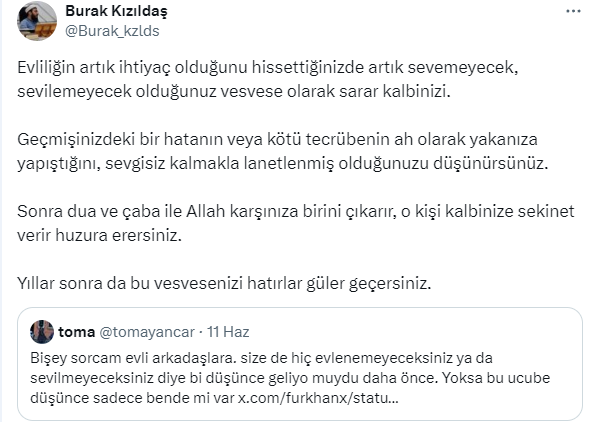 Burak Kızıldaş
@Burak_kzlds
Evliliğin artık ihtiyaç olduğunu hissettiğinizde artık sevemeyecek,
sevilemeyecek olduğunuz vesvese olarak sarar kalbinizi.
Geçmişinizdeki bir hatanın veya kötü tecrübenin ah olarak yakanıza
yapıştığını, sevgisiz kalmakla lanetlenmiş olduğunuzu düşünürsünüz.
Sonra dua ve çaba ile Allah karşınıza birini çıkarır, o kişi kalbinize sekinet
verir huzura erersiniz.
Yıllar sonra da bu vesvesenizi hatırlar güler geçersiniz.
toma @tomayancar · 11 Haz
Bişey sorcam evli arkadaşlara. size de hiç evlenemeyeceksiniz ya da
sevilmeyeceksiniz diye bi düşünce geliyo muydu daha önce. Yoksa bu ucube
düşünce sadece bende mi var x.com/furkhanx/statu...